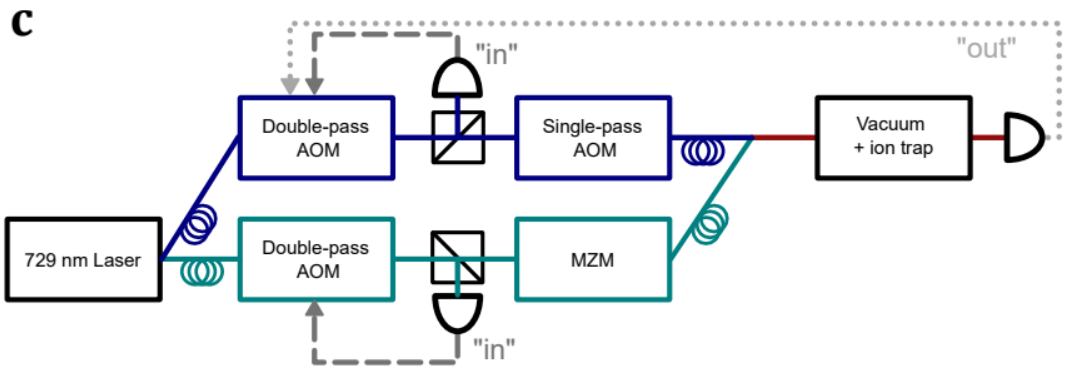 c
"in"
"out"
Double-pass
AOM
Single-pass
AOM
Vacuum
+ ion trap
729 nm Laser
Double-pass
AOM
MZM
"in"